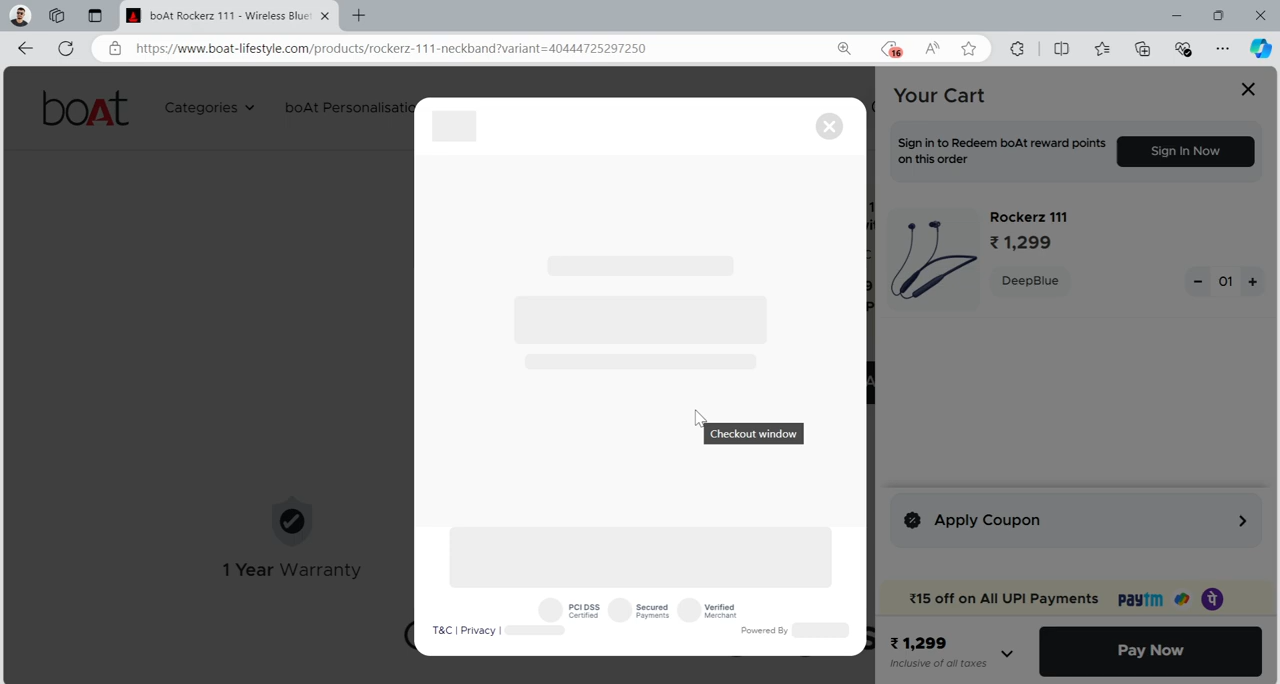 boAt Rockerz 111 - Wireless Blue
https://www.boat-lifestyle.com/products/rockerz-111-neckband?variant=40444725297250
16
boAt
Categories
boAt Personalisatio
Your Cart
Sign in to Redeem boAt reward points
on this order
Sign In Now
Rockerz 111
₹ 1,299
DeepBlue
- 01 +
Checkout window
1 Year Warranty
Apply Coupon
₹15 off on All UPI Payments
paytm
PCI DSS
Certified
Secured
Payments
Verified
Merchant
T&C | Privacy |
Powered By
₹ 1,299
Inclusive of all taxes
Pay Now